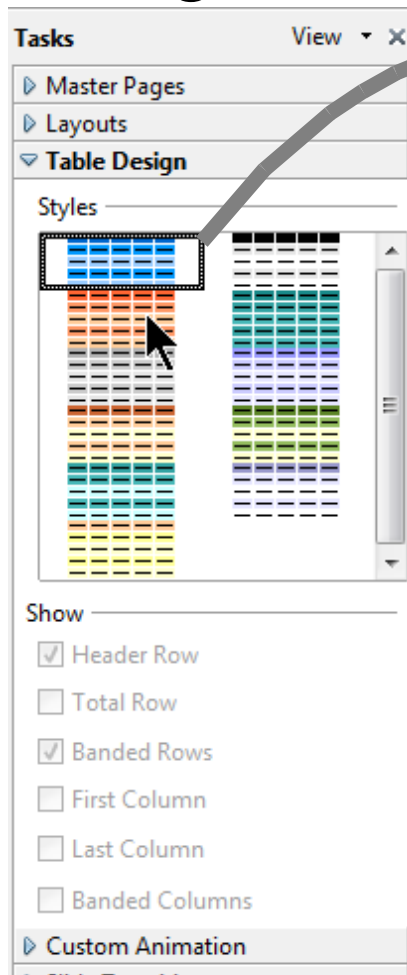 Tasks View
Master Pages
Layouts
Table Design
Styles
Show
Header Row
Total Row
Banded Rows
First Column
Last Column
Banded Columns
Custom Animation